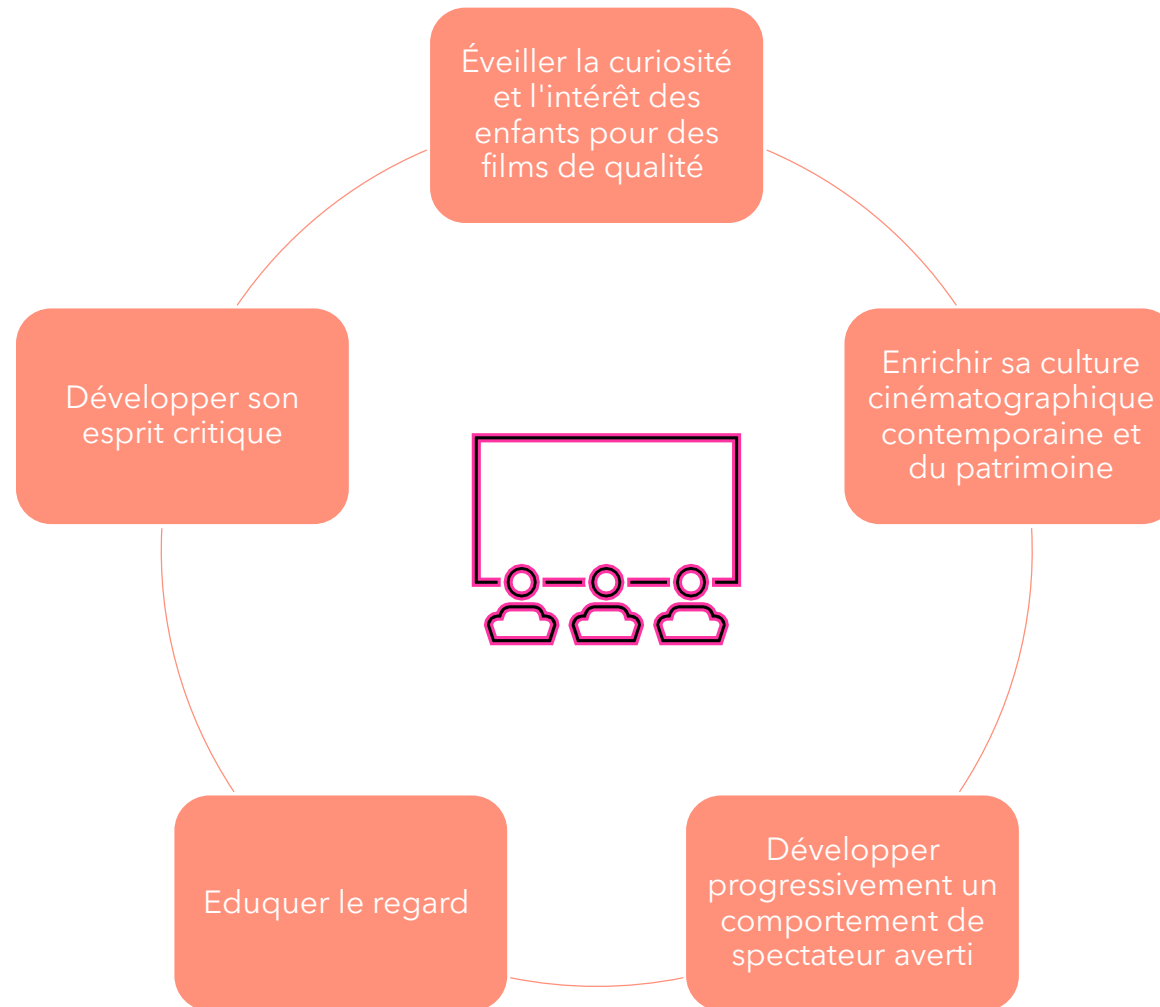 Éveiller la curiosité
et l'intérêt des
enfants pour des
films de qualité
Enrichir sa culture
cinématographique
contemporaine et
du patrimoine
Développer
progressivement un
comportement de
spectateur averti
Eduquer le regard
Développer son
esprit critique